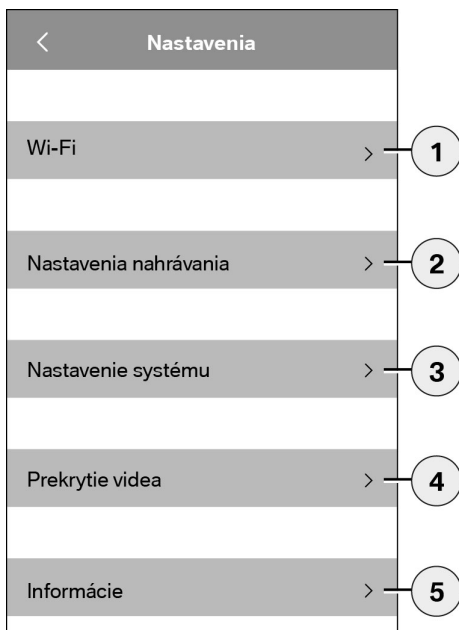 Nastavenia
Wi-Fi
1
Nastavenia nahrávania
2
Nastavenie systému
3
Prekrytie videa
4
Informácie
5